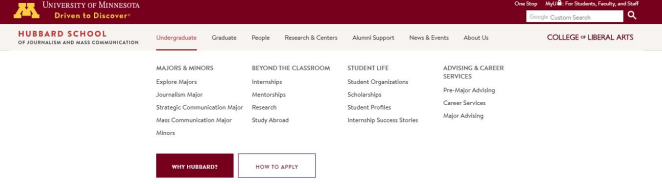 UNIVERSITY OF MINNESOTA
Driven to Discover®
One Stop MyU: For Students, Faculty, and Staff
Google Custom Search
HUBBARD SCHOOL
OF JOURNALISM AND MASS COMMUNICATION
Undergraduate Graduate People Research & Centers Alumni Support News & Events About Us
COLLEGE OF LIBERAL ARTS
MAJORS & MINORS
Explore Majors
Journalism Major
Strategic Communication Major
Mass Communication Major
Minors
BEYOND THE CLASSROOM
Internships
Mentorships
Research
Study Abroad
STUDENT LIFE
Student Organizations
Scholarships
Student Profiles
Internship Success Stories
ADVISING & CAREER
SERVICES
Pre-Major Advising
Career Services
Major Advising
WHY HUBBARD?
HOW TO APPLY